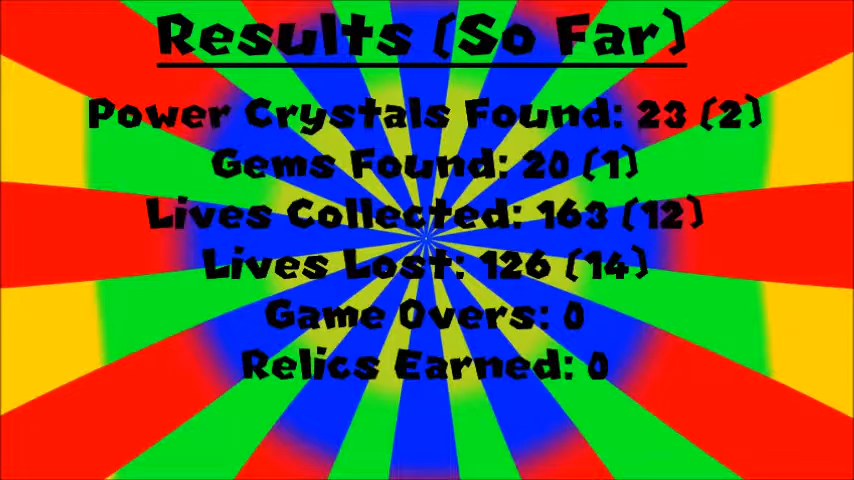 Results (So Far)
Power Crystals Found: 23 (2)
Gems Found: 20 (1)
Lives Collected: 163 (12)
Lives Lost: 126 (14)
Game Overs: 0
Relics Earned: 0